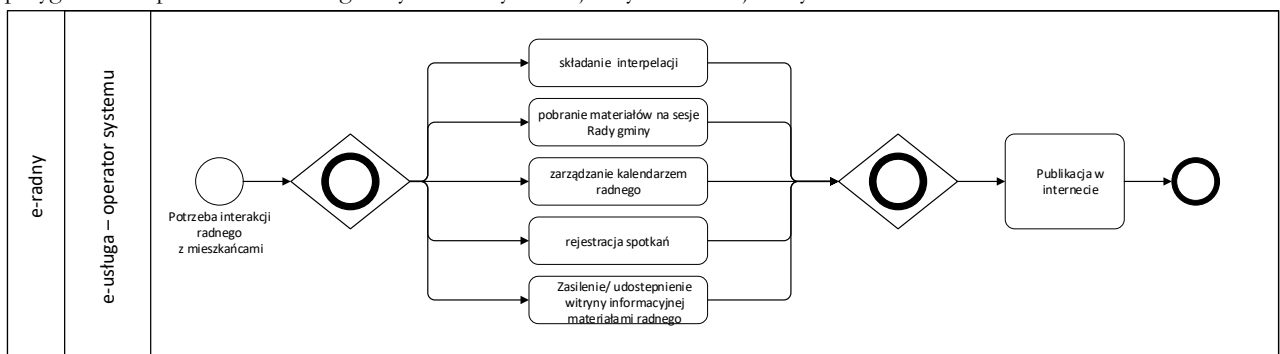 e-radny
e-usługa – operator systemu
Potrzeba interakcji
radnego
z mieszkańcami
składanie interpelacji
pobranie materiałów na sesje
Rady gminy
zarządzanie kalendarzem
radnego
rejestracja spotkań
Zasilenie/ udostepnienie
witryny informacyjnej
materiałami radnego
Publikacja w
internecie